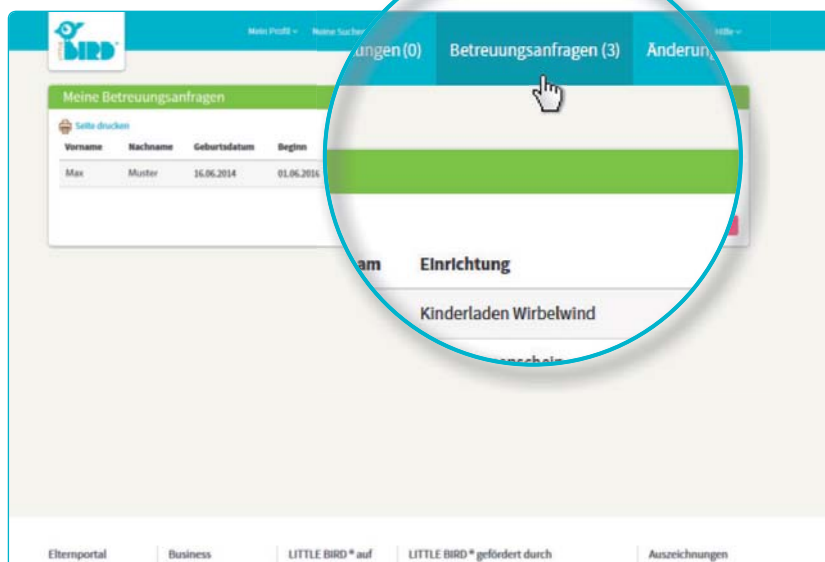 LITTLE BIRD
Mein Profil Meine Suche
ungen (0) Betreuungsanfragen (3) Änderun
Hilfe
Meine Betreuungsanfragen
Seite drucken
Vorname Nachname Geburtsdatum Beginn
Max Muster 16.06.2014 01.06.2016
am Einrichtung
Kinderladen Wirbelwind
Elternportal Business LITTLE BIRD® auf LITTLE BIRD® gefördert durch Auszeichnungen